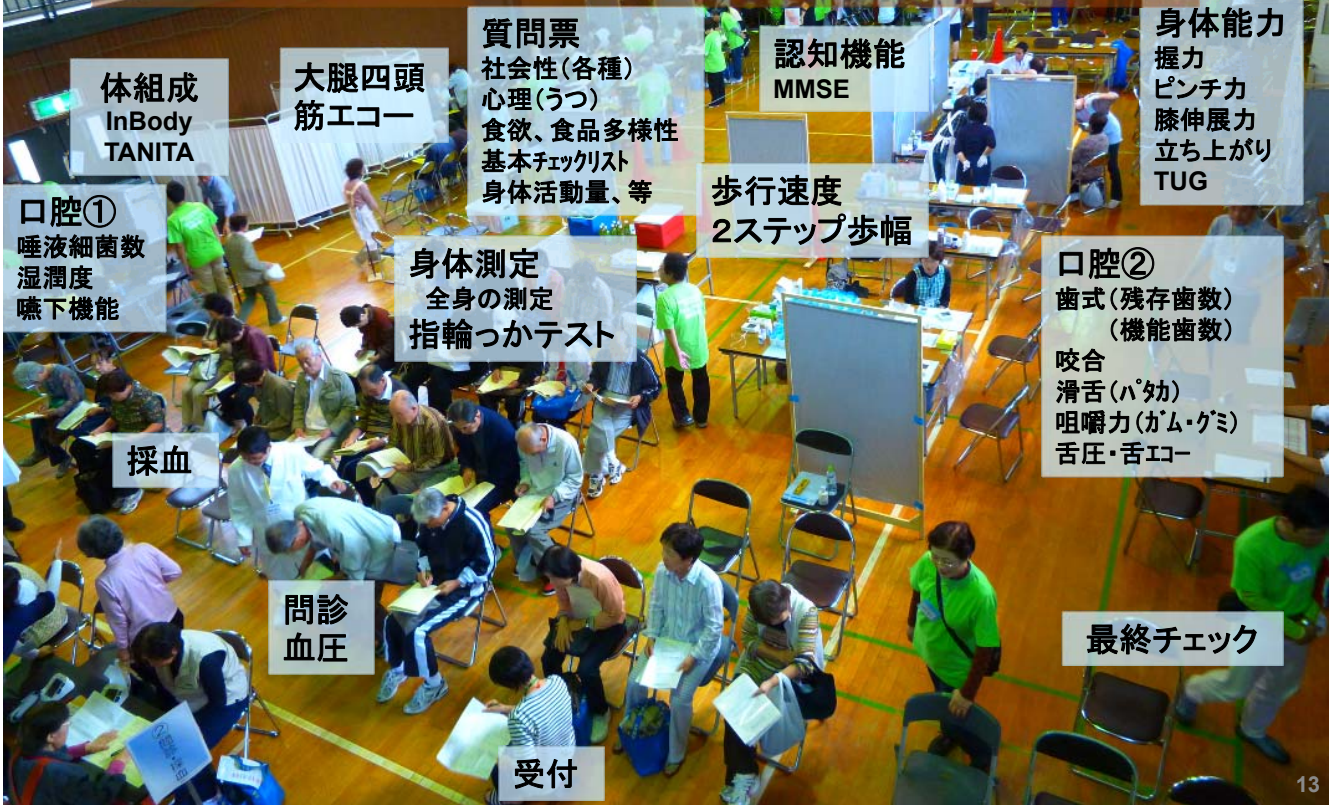 体組成
InBody
TANITA
大腿四頭
筋エコー
質問票
社会性(各種)
心理(うつ)
食欲、食品多様性
基本ﾁｪｯｸﾘｽﾄ
身体活動量、等
認知機能
MMSE
身体能力
握力
ピンチ力
膝伸展力
立ち上がり
TUG
口腔①
唾液細菌数
湿潤度
嚥下機能
身体測定
全身の測定
指輪っかテスト
歩行速度
2ステップ歩幅
口腔②
歯式(残存歯数)
(機能歯数)
咬合
滑舌(ﾊﾟﾀｶ)
咀嚼力(ｶﾞﾑ・ｸﾞﾐ)
舌圧・舌ｴｺｰ
採血
問診
血圧
最終チェック
受付
13